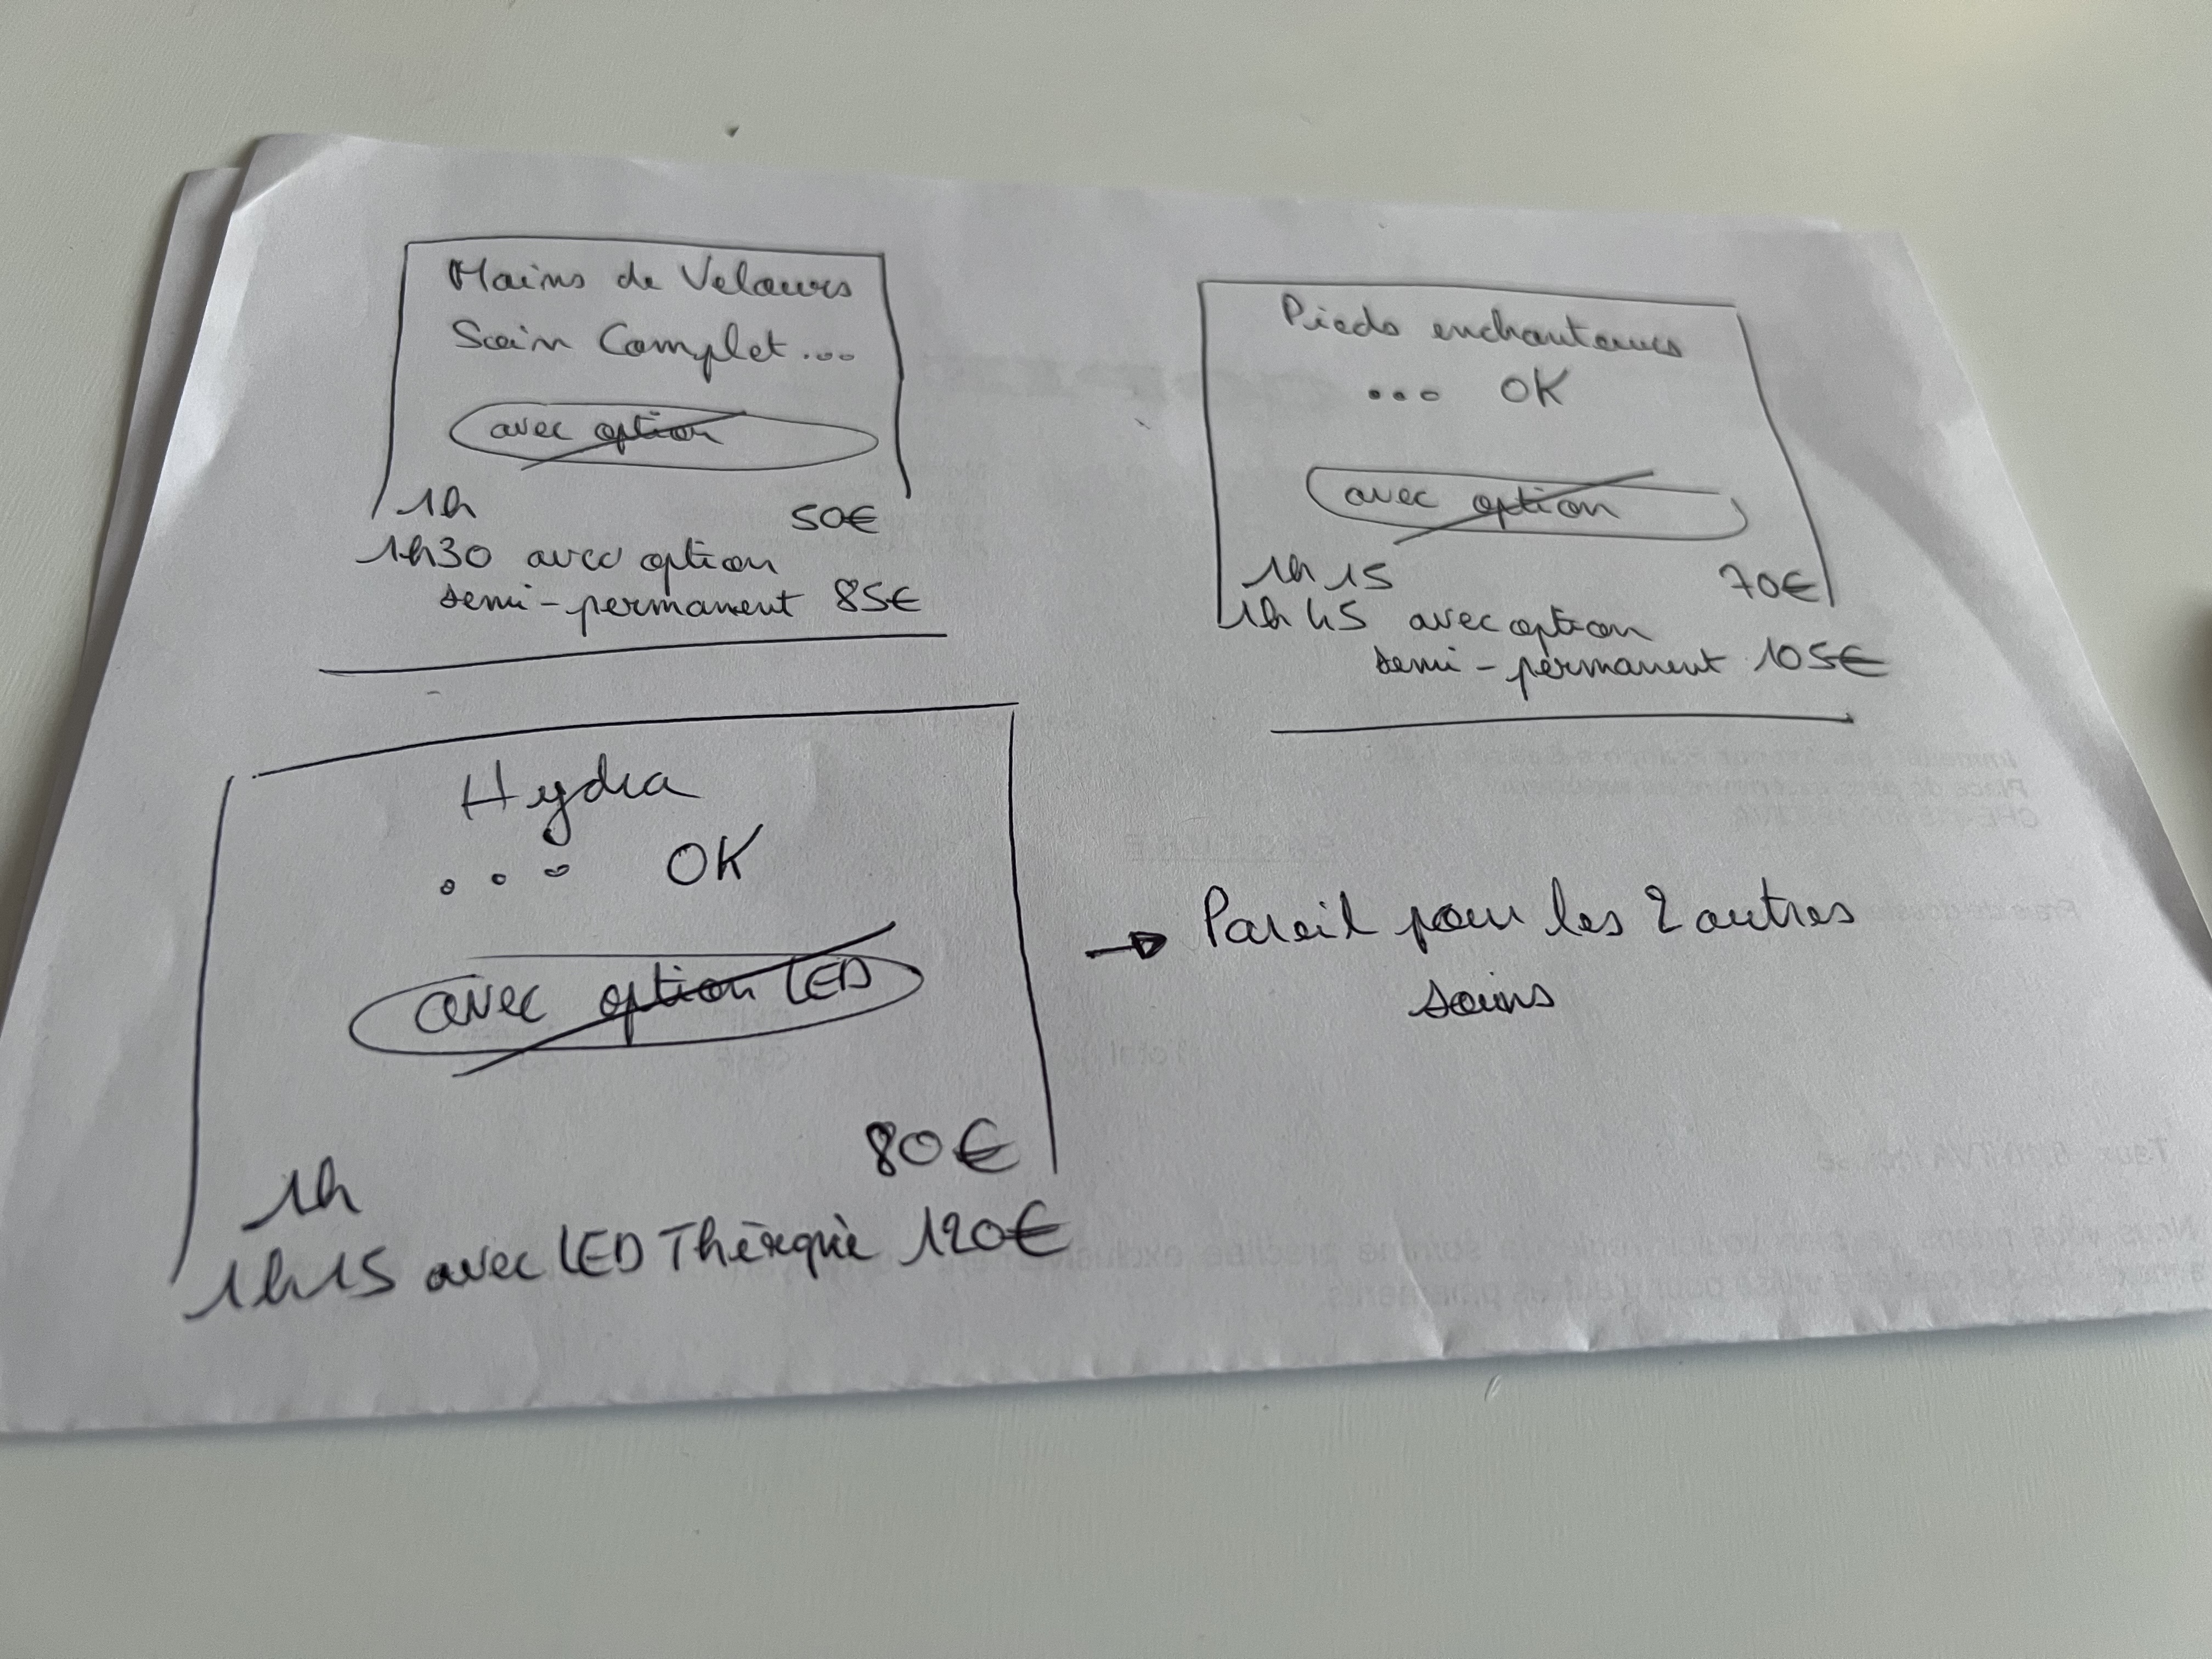 Mains de Velours
Soin Complet...
avec option
1h
50€
1h30 avec option
semi-permanent 85€
Pieds enchanteurs
... OK
avec option
1h15
70€
1h45 avec option
semi-permanent 105€
Hydra
... OK
avec option LED
1h
80€
1h15 avec LED Thérapie 120€
→ Pareil pour les 2 autres
soins